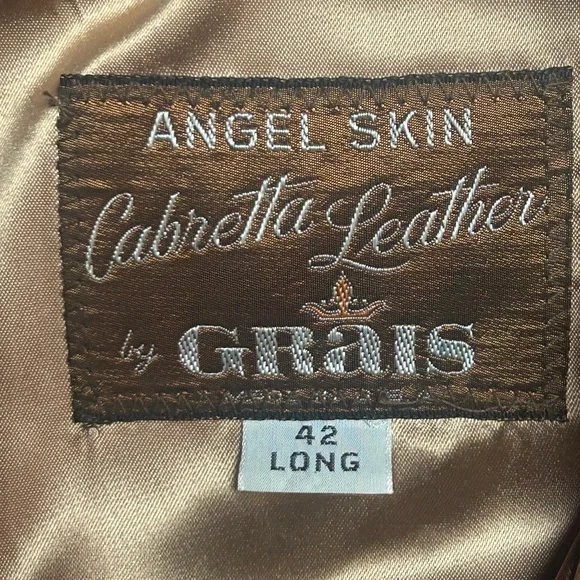 ANGEL SKIN
Cabretta Leather
by GRaIS
MADE IN U.S.A.
42
LONG